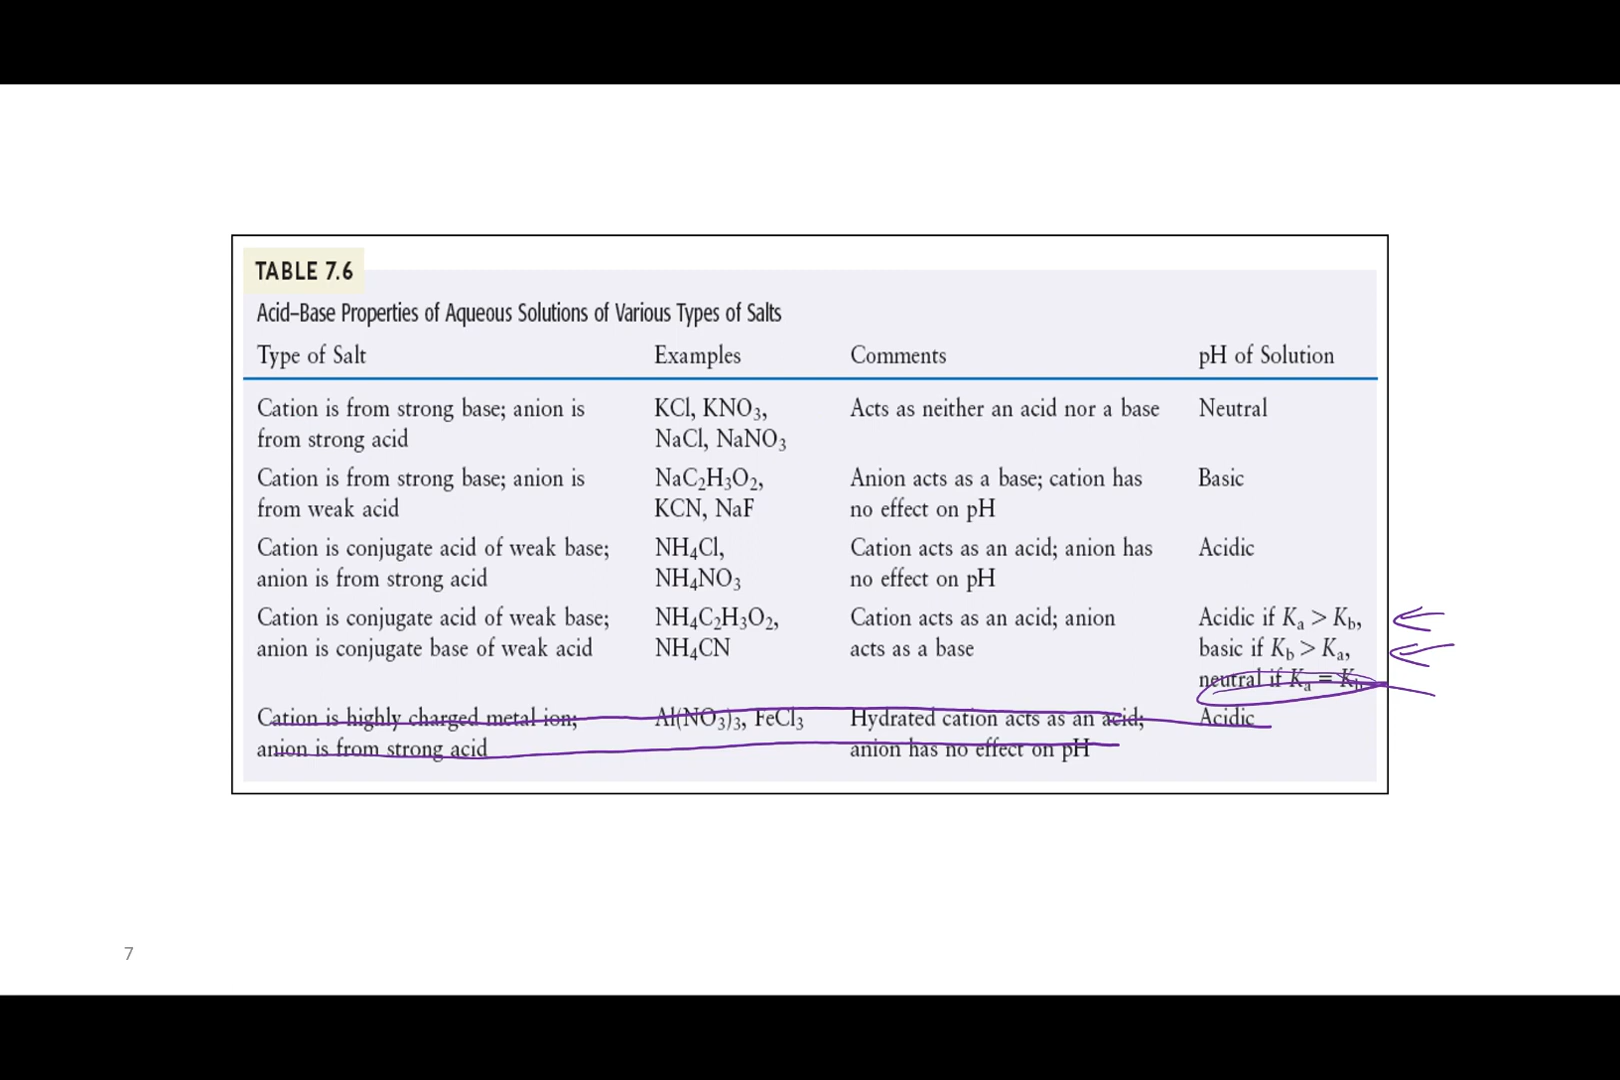 TABLE 7.6
Acid–Base Properties of Aqueous Solutions of Various Types of Salts
Type of Salt Examples Comments pH of Solution
Cation is from strong base; anion is KCl, KNO₃, Acts as neither an acid nor a base Neutral
from strong acid NaCl, NaNO₃
Cation is from strong base; anion is NaC₂H₃O₂, Anion acts as a base; cation has Basic
from weak acid KCN, NaF no effect on pH
Cation is conjugate acid of weak base; NH₄Cl, Cation acts as an acid; anion has Acidic
anion is from strong acid NH₄NO₃ no effect on pH
Cation is conjugate acid of weak base; NH₄C₂H₃O₂, Cation acts as an acid; anion Acidic if Kₐ > K_b,
anion is conjugate base of weak acid NH₄CN acts as a base basic if K_b > Kₐ,
neutral if Kₐ = K_b
Cation is highly charged metal ion; Al(NO₃)₃, FeCl₃ Hydrated cation acts as an acid; Acidic
anion is from strong acid anion has no effect on pH
7